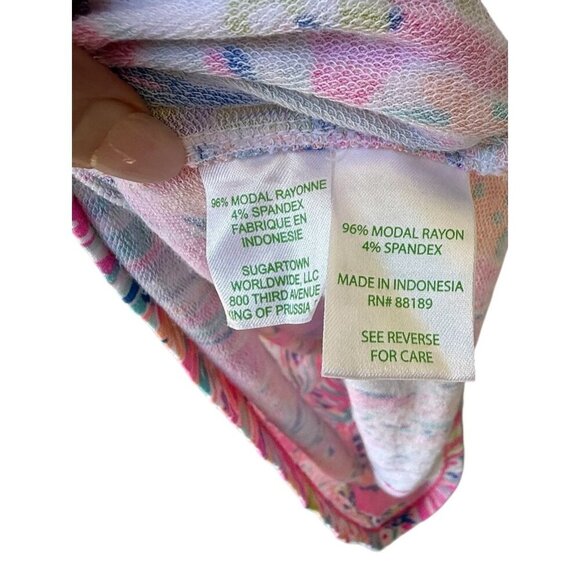 96% MODAL RAYONNE
4% SPANDEX
FABRIQUE EN
INDONESIE
SUGARTOWN
WORLDWIDE, LLC
800 THIRD AVENUE
KING OF PRUSSIA
96% MODAL RAYON
4% SPANDEX
MADE IN INDONESIA
RN# 88189
SEE REVERSE
FOR CARE